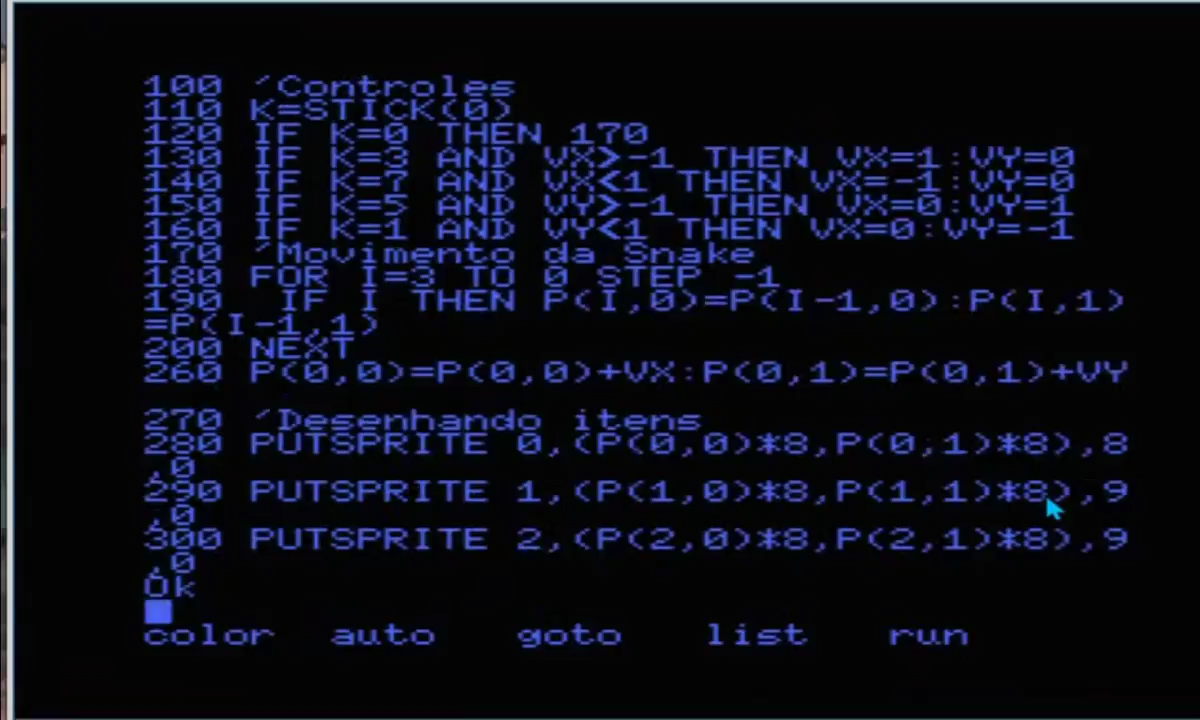 100 'Controles
110 K=STICK(0)
120 IF K=0 THEN 170
130 IF K=3 AND VX>-1 THEN VX=1:VY=0
140 IF K=7 AND VX<1 THEN VX=-1:VY=0
150 IF K=5 AND VY>-1 THEN VX=0:VY=1
160 IF K=1 AND VY<1 THEN VX=0:VY=-1
170 'Movimento da Snake
180 FOR I=3 TO 0 STEP -1
190  IF I THEN P(I,0)=P(I-1,0):P(I,1)
=P(I-1,1)
200 NEXT
260 P(0,0)=P(0,0)+VX:P(0,1)=P(0,1)+VY
270 'Desenhando itens
280 PUTSPRITE 0,(P(0,0)*8,P(0,1)*8),8
,0
290 PUTSPRITE 1,(P(1,0)*8,P(1,1)*8),9
,0
300 PUTSPRITE 2,(P(2,0)*8,P(2,1)*8),9
,0
Ok
color auto goto list run